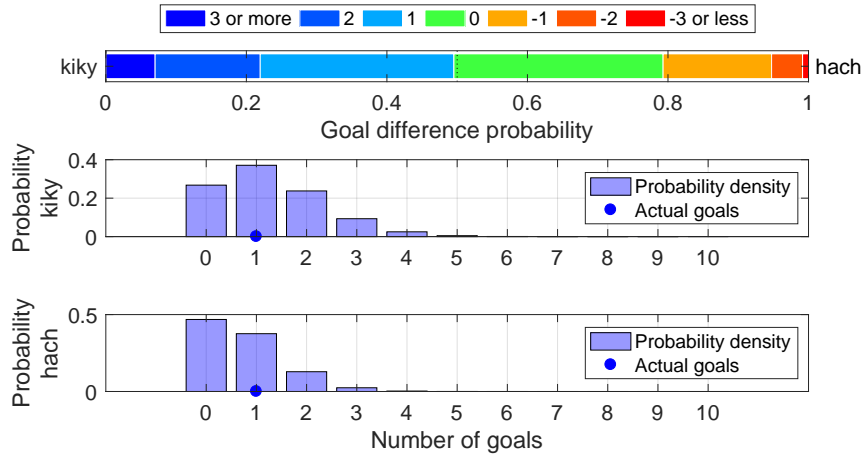 3 or more 2 1 0 -1 -2 -3 or less
kiky hach
0 0.2 0.4 0.6 0.8 1
Goal difference probability
Probability
kiky
0.4
0.2
0
Probability density
Actual goals
0 1 2 3 4 5 6 7 8 9 10
Probability
hach
0.5
0
Probability density
Actual goals
0 1 2 3 4 5 6 7 8 9 10
Number of goals